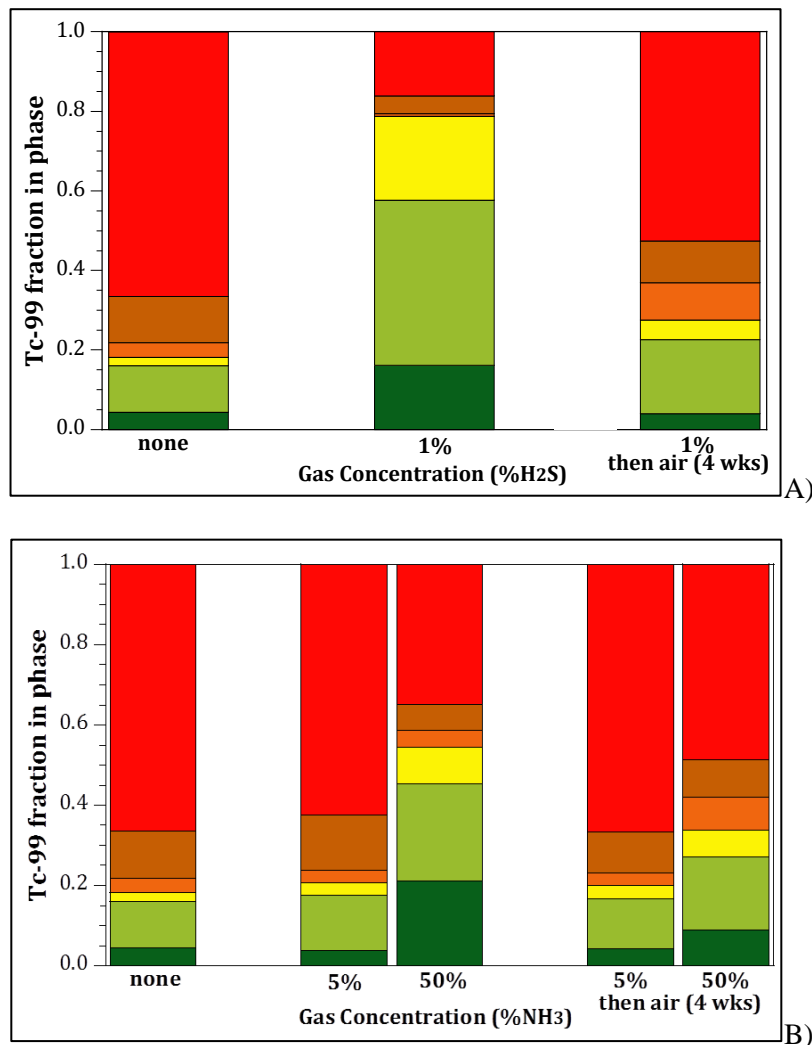 1.0
0.8
0.6
0.4
0.2
0.0
Tc-99 fraction in phase
none
1%
1%
then air (4 wks)
Gas Concentration (%H2S)
A)
1.0
0.8
0.6
0.4
0.2
0.0
Tc-99 fraction in phase
none
5%
50%
5%
50%
then air (4 wks)
Gas Concentration (%NH3)
B)